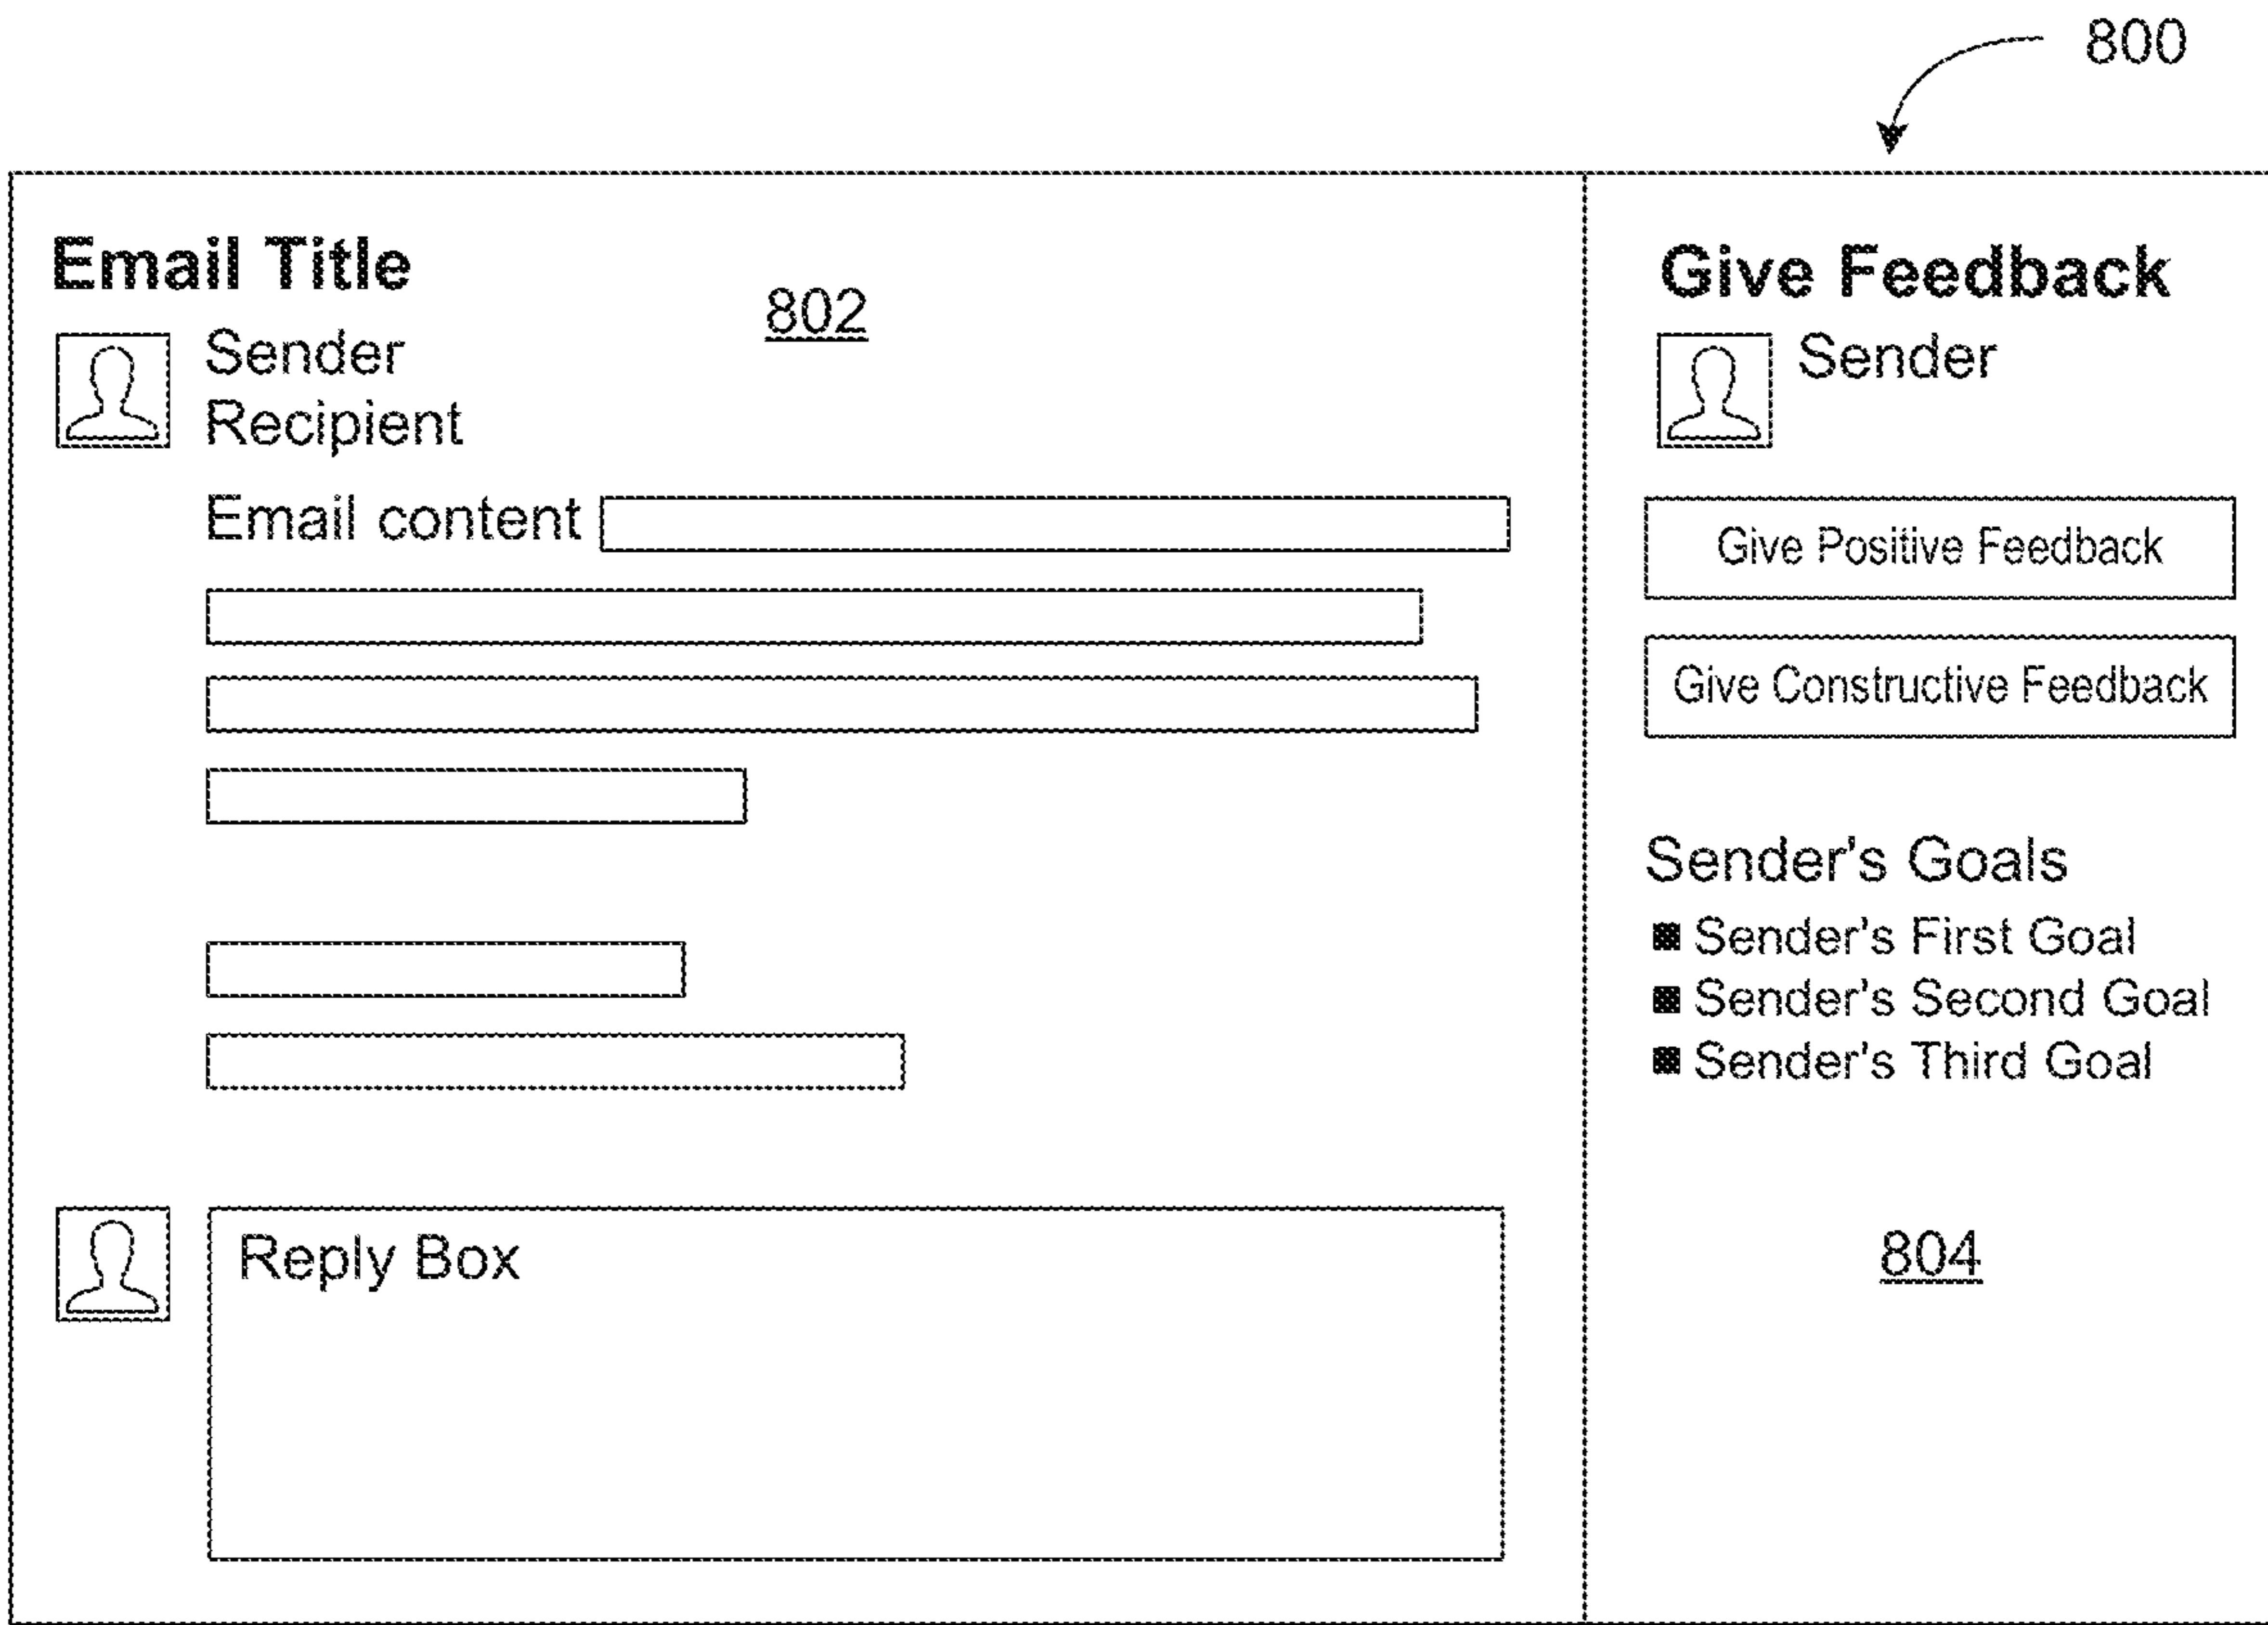 800
Email Title
802
Sender
Recipient
Email content
Reply Box
Give Feedback
Sender
Give Positive Feedback
Give Constructive Feedback
Sender's Goals
Sender's First Goal
Sender's Second Goal
Sender's Third Goal
804